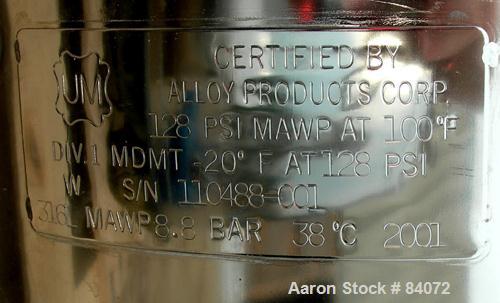 CERTIFIED BY
UM ALLOY PRODUCTS CORP.
128 PSI MAWP AT 100°F
DIV.1 MDMT -20° F AT 128 PSI
W S/N 110488-001
316L MAWP 8.8 BAR 38°C 2001
Aaron Stock # 84072